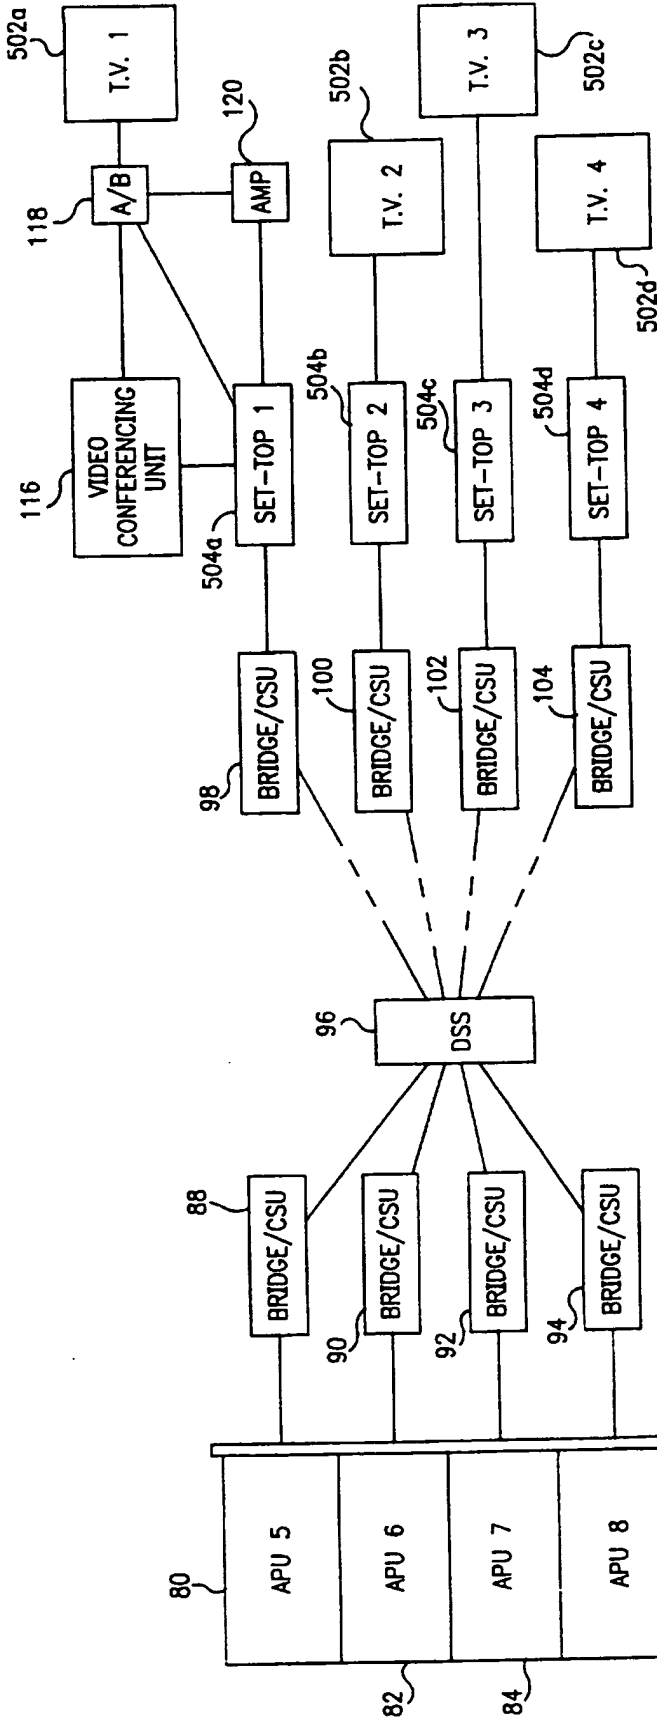 80
APU 5
APU 6
82
APU 7
84
APU 8
88
BRIDGE/CSU
90
BRIDGE/CSU
92
BRIDGE/CSU
94
BRIDGE/CSU
96
DSS
98
BRIDGE/CSU
100
BRIDGE/CSU
102
BRIDGE/CSU
104
BRIDGE/CSU
116
VIDEO
CONFERENCING
UNIT
504a
SET-TOP 1
504b
SET-TOP 2
504c
SET-TOP 3
504d
SET-TOP 4
118
A/B
120
AMP
502a
T.V. 1
502b
T.V. 2
T.V. 3
502c
T.V. 4
502d